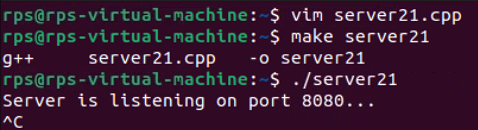 rps@rps-virtual-machine:~$ vim server21.cpp
rps@rps-virtual-machine:~$ make server21
g++     server21.cpp   -o server21
rps@rps-virtual-machine:~$ ./server21
Server is listening on port 8080...
^C